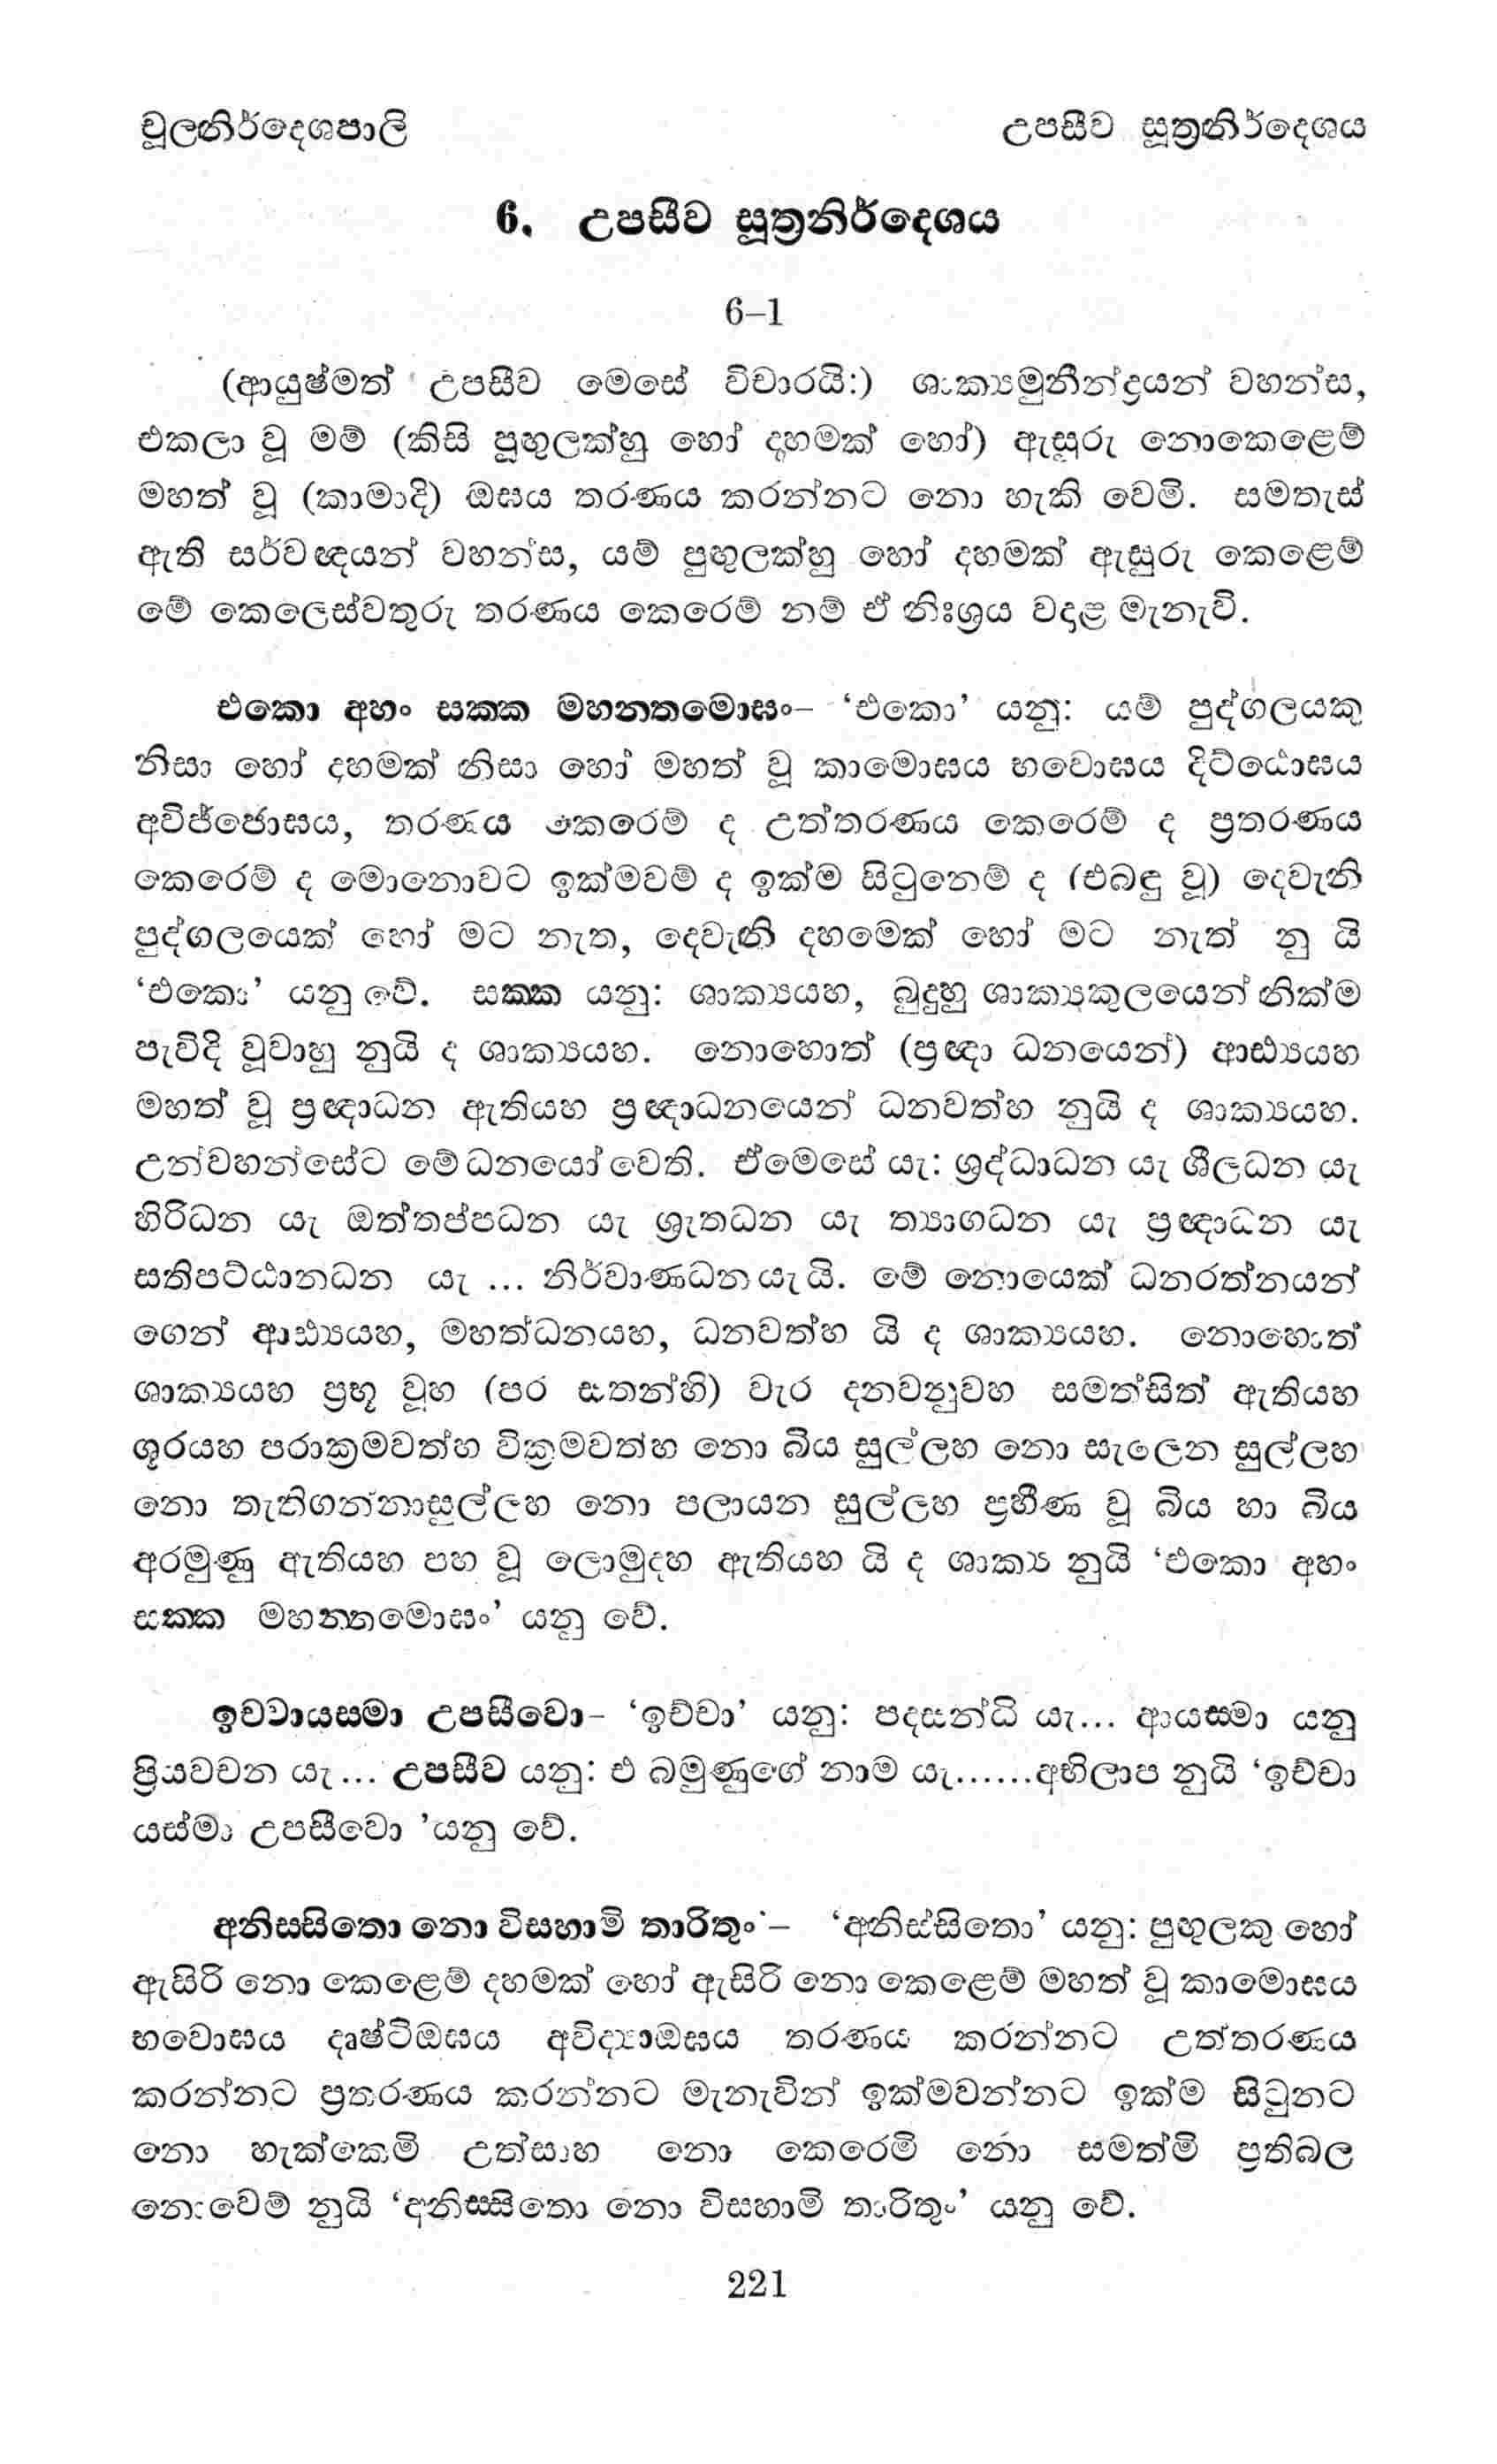 චූලනිර්දෙශපාලි
උපසීව සූත්‍රනිර්දෙශය
6. උපසීව සූත්‍රනිර්දෙශය
6–1
(ආයුෂ්මත් උපසීව මෙසේ විචාරයි:) ශාක්‍යමුනීන්ද්‍රයන් වහන්ස,
එකලා වූ මම් (කිසි පුඟුලක්හු හෝ දහමක් හෝ) ඇසුරු නොකෙළෙම්
මහත් වූ (කාමාදි) ඔඝය තරණය කරන්නට නො හැකි වෙමි. සමතැස්
ඇති සර්වඥයන් වහන්ස, යම් පුඟුලක්හු හෝ දහමක් ඇසුරු කෙළෙම්
මේ කෙලෙස්වතුරු තරණය කෙරෙම් නම් ඒ නිඃශ්‍රය වදාළ මැනැවි.
එකො අහං සක‍්ක මහන‍්තමොඝං– ‘එකො’ යනු: යම් පුද්ගලයකු
නිසා හෝ දහමක් නිසා හෝ මහත් වූ කාමොඝය භවොඝය දිට්ඨොඝය
අවිජ්ජොඝය, තරණය කෙරෙම් ද උත්තරණය කෙරෙම් ද ප්‍රතරණය
කෙරෙම් ද මොනොවට ඉක්මවම් ද ඉක්ම සිටුනෙම් ද (එබඳු වූ) දෙවැනි
පුද්ගලයෙක් හෝ මට නැත, දෙවැනි දහමෙක් හෝ මට නැත් නු යි
‘එකො’ යනු වේ. සක‍්ක යනු: ශාක්‍යයහ, බුදුහු ශාක්‍යකුලයෙන් නික්ම
පැවිදි වූවාහු නුයි ද ශාක්‍යයහ. නොහොත් (ප්‍රඥා ධනයෙන්) ආඪ්‍යයහ
මහත් වූ ප්‍රඥාධන ඇතියහ ප්‍රඥාධනයෙන් ධනවත්හ නුයි ද ශාක්‍යයහ.
උන්වහන්සේට මේ ධනයෝ වෙති. ඒමෙසේ යැ: ශ්‍රද්ධාධන යැ ශීලධන යැ
හිරිධන යැ ඔත්තප්පධන යැ ශ්‍රැතධන යැ ත්‍යාගධන යැ ප්‍රඥාධන යැ
සතිපට්ඨානධන යැ ... නිර්වාණධන යැ යි. මේ නොයෙක් ධනරත්නයන්
ගෙන් ආඪ්‍යයහ, මහත්ධනයහ, ධනවත්හ යි ද ශාක්‍යයහ. නොහොත්
ශාක්‍යයහ ප්‍රභූ වූහ (පර සතන්හි) වැර දනවනුවහ සමත්සිත් ඇතියහ
ශූරයහ පරාක්‍රමවත්හ වික්‍රමවත්හ නො බිය සුල්ලහ නො සැලෙන සුල්ලහ
නො තැතිගන්නාසුල්ලහ නො පලායන සුල්ලහ ප්‍රහීණ වූ බිය හා බිය
අරමුණු ඇතියහ පහ වූ ලොමුදහ ඇතියහ යි ද ශාක්‍ය නුයි ‘එකො අහං
සක‍්ක මහන‍්තමොඝං’ යනු වේ.
ඉච‍්චායස‍්මා උපසීවො– ‘ඉච්චා’ යනු: පදසන්ධි යැ... ආයස‍්මා යනු
ප්‍රියවචන යැ... උපසීව යනු: එ බමුණුගේ නාම යැ......අභිලාප නුයි ‘ඉච්චා
යස්මා උපසීවො ’යනු වේ.
අනිස‍්සිතො නො විසහාමි තාරිතුං– ‘අනිස්සිතො’ යනු: පුඟුලකු හෝ
ඇසිරි නො කෙළෙම් දහමක් හෝ ඇසිරි නො කෙළෙම් මහත් වූ කාමොඝය
භවොඝය දෘෂ්ටිඔඝය අවිද්‍යාඔඝය තරණය කරන්නට උත්තරණය
කරන්නට ප්‍රතරණය කරන්නට මැනැවින් ඉක්මවන්නට ඉක්ම සිටුනට
නො හැක්කෙමි උත්සාහ නො කෙරෙමි නො සමත්මි ප්‍රතිබල
නොවෙම් නුයි ‘අනිස‍්සිතො නො විසහාමි තාරිතුං’ යනු වේ.
221